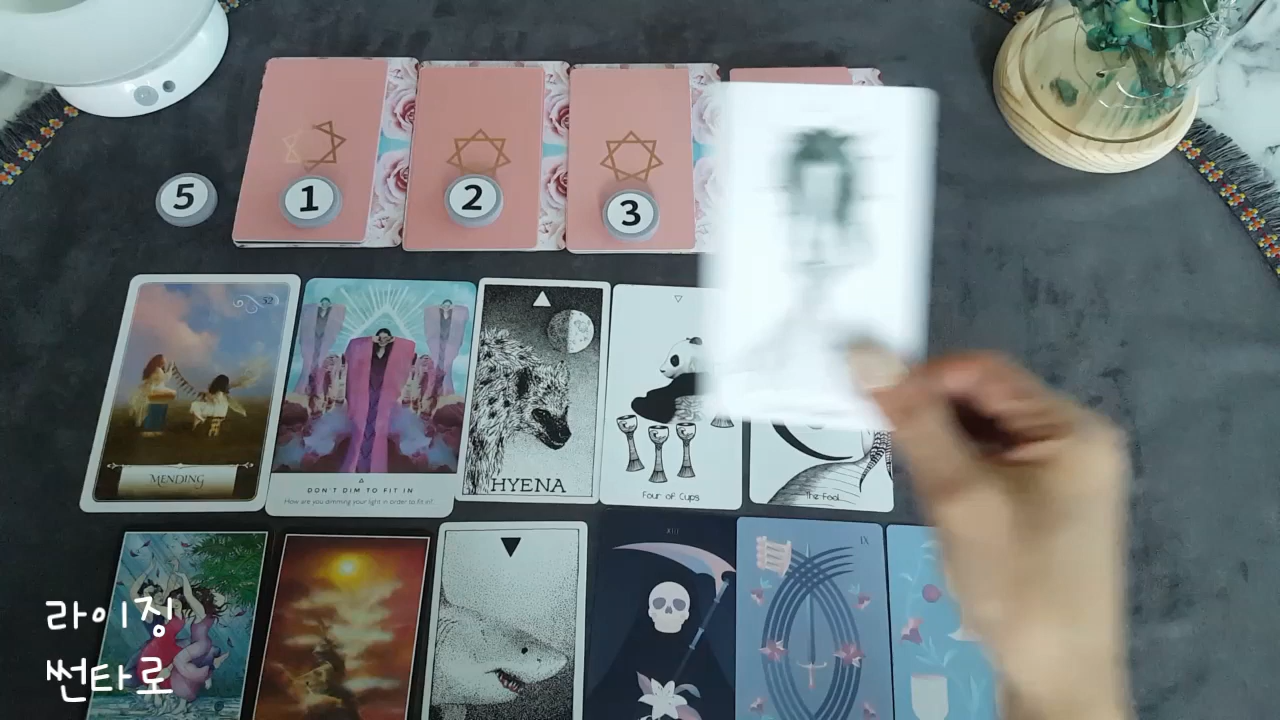 5
1
2
3
52
MENDING
DON'T DIM TO FIT IN
How are you dimming your light in order to fit in?
HYENA
Four of Cups
The Fool
XIII
IX
라이징
썬타로